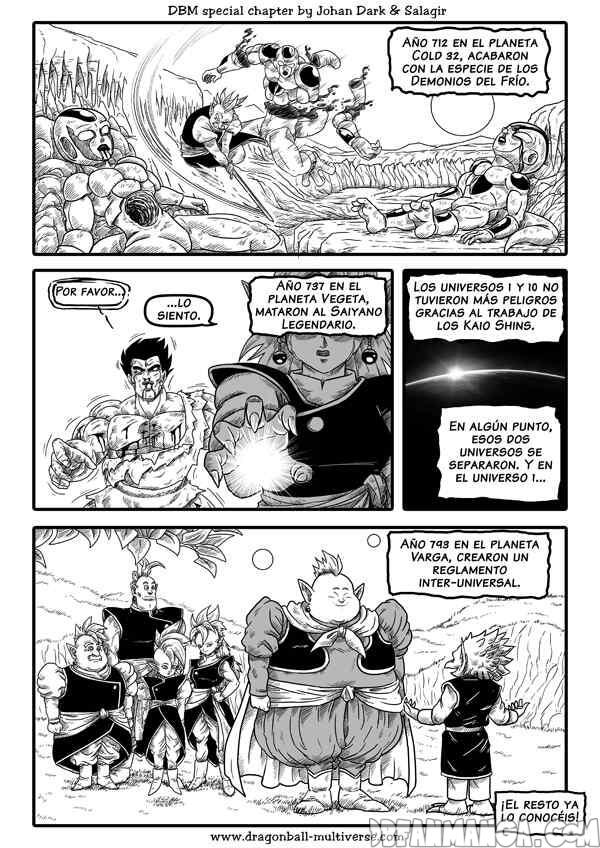 DBM special chapter by Johan Dark & Salagir
AÑO 712 EN EL PLANETA
COLD 32, ACABARON
CON LA ESPECIE DE LOS
DEMONIOS DEL FRÍO.
POR FAVOR...
...LO
SIENTO.
AÑO 737 EN EL
PLANETA VEGETA,
MATARON AL SAIYANO
LEGENDARIO.
LOS UNIVERSOS 1 Y 10 NO
TUVIERON MÁS PELIGROS
GRACIAS AL TRABAJO DE
LOS KAIO SHINS.
EN ALGÚN PUNTO,
ESOS DOS
UNIVERSOS SE
SEPARARON. Y EN
EL UNIVERSO 1...
AÑO 793 EN EL PLANETA
VARGA, CREARON UN
REGLAMENTO
INTER-UNIVERSAL.
¡EL RESTO YA
LO CONOCÉIS!
www.dragonball-multiverse.com